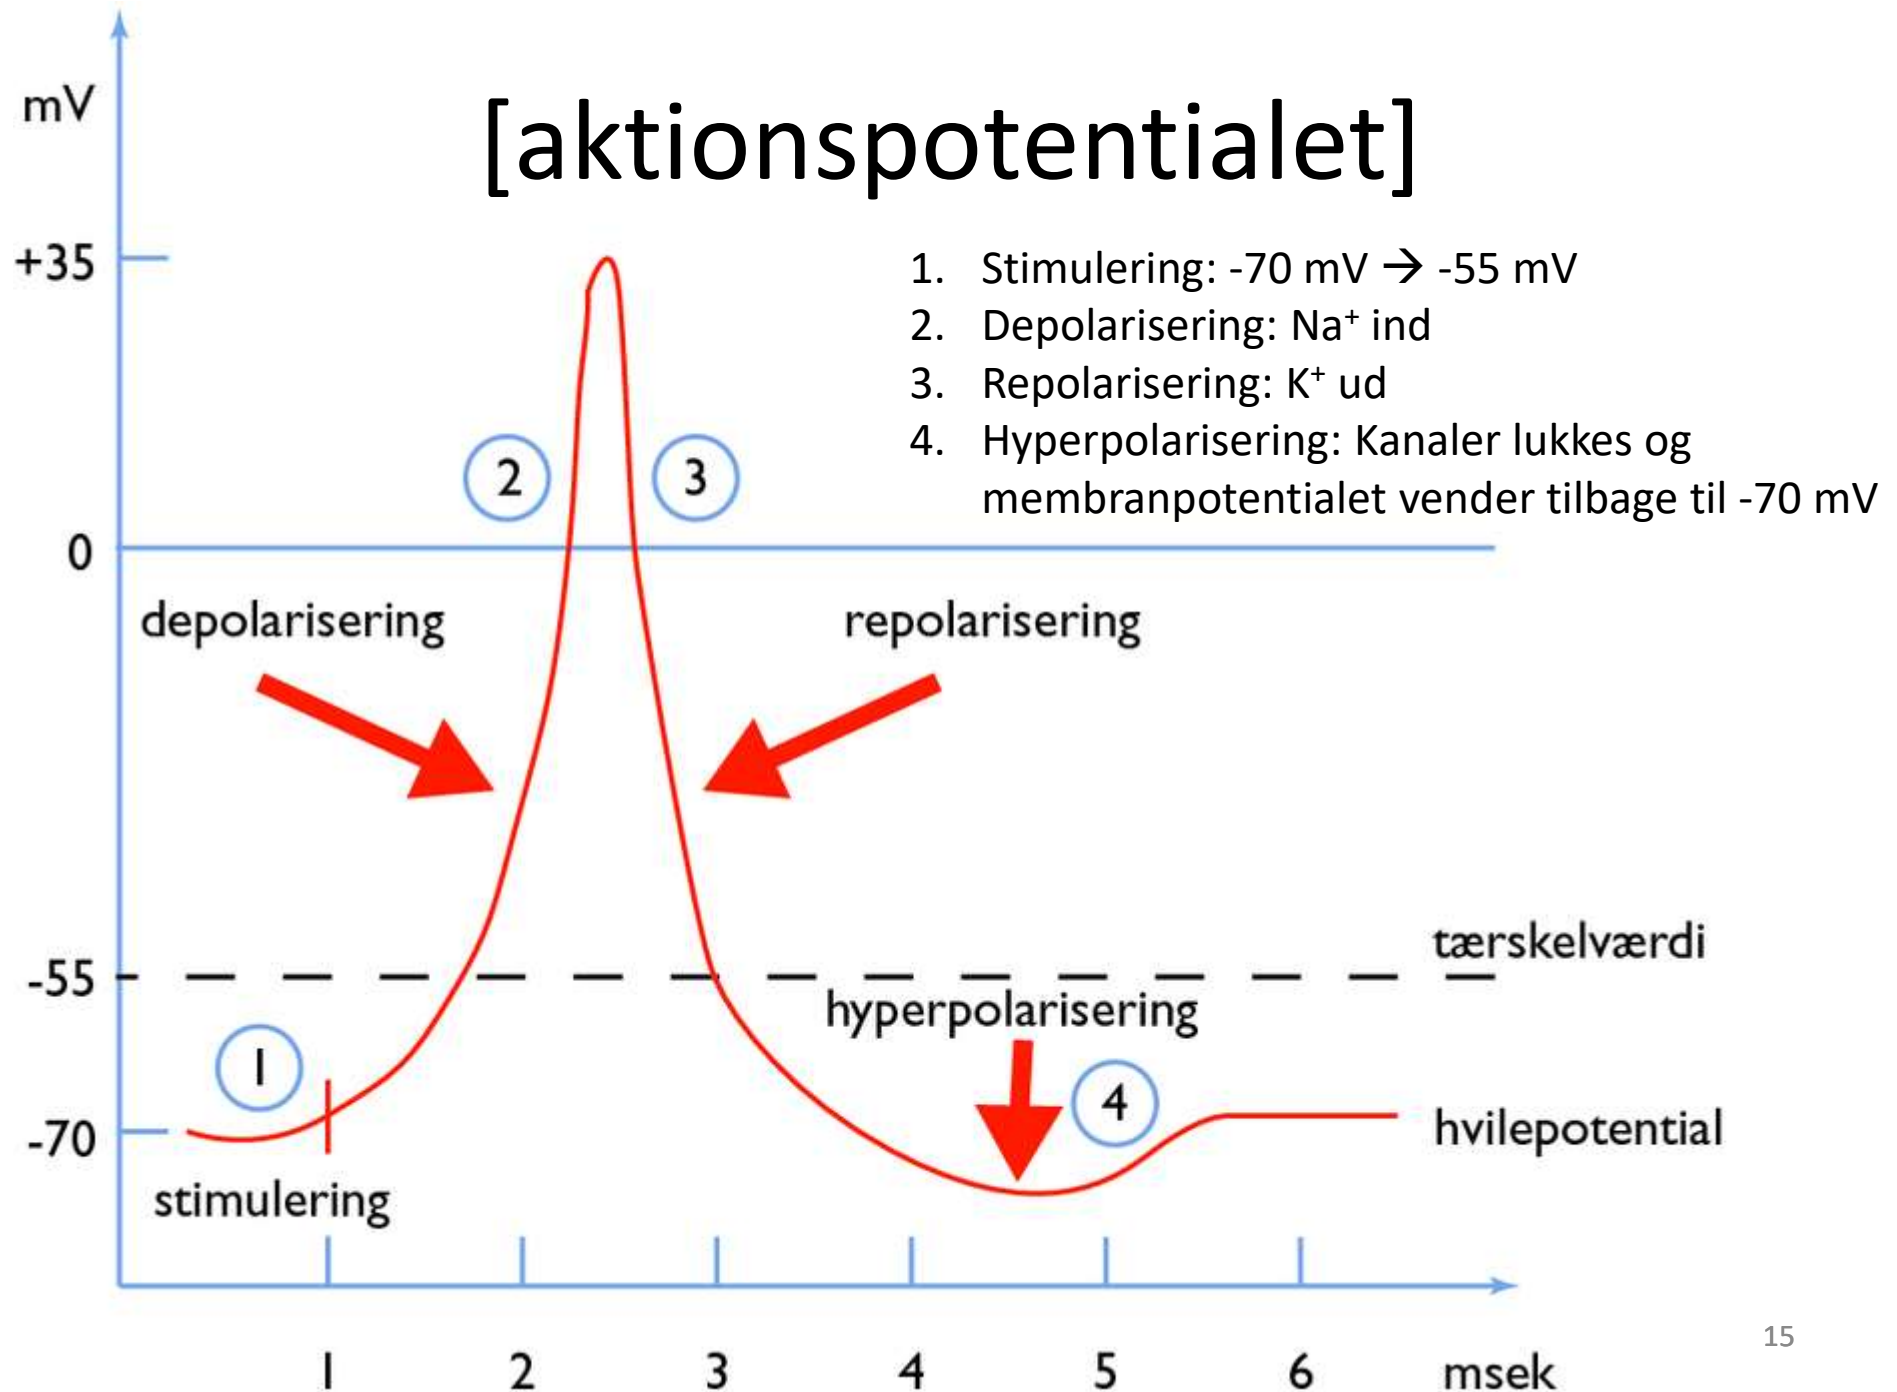 mV
[aktionspotentialet]
+35
1. Stimulering: -70 mV → -55 mV
2. Depolarisering: Na⁺ ind
3. Repolarisering: K⁺ ud
4. Hyperpolarisering: Kanaler lukkes og
membranpotentialet vender tilbage til -70 mV
2
3
0
depolarisering
repolarisering
tærskelværdi
-55
hyperpolarisering
1
4
-70
hvilepotential
stimulering
15
1 2 3 4 5 6 msek